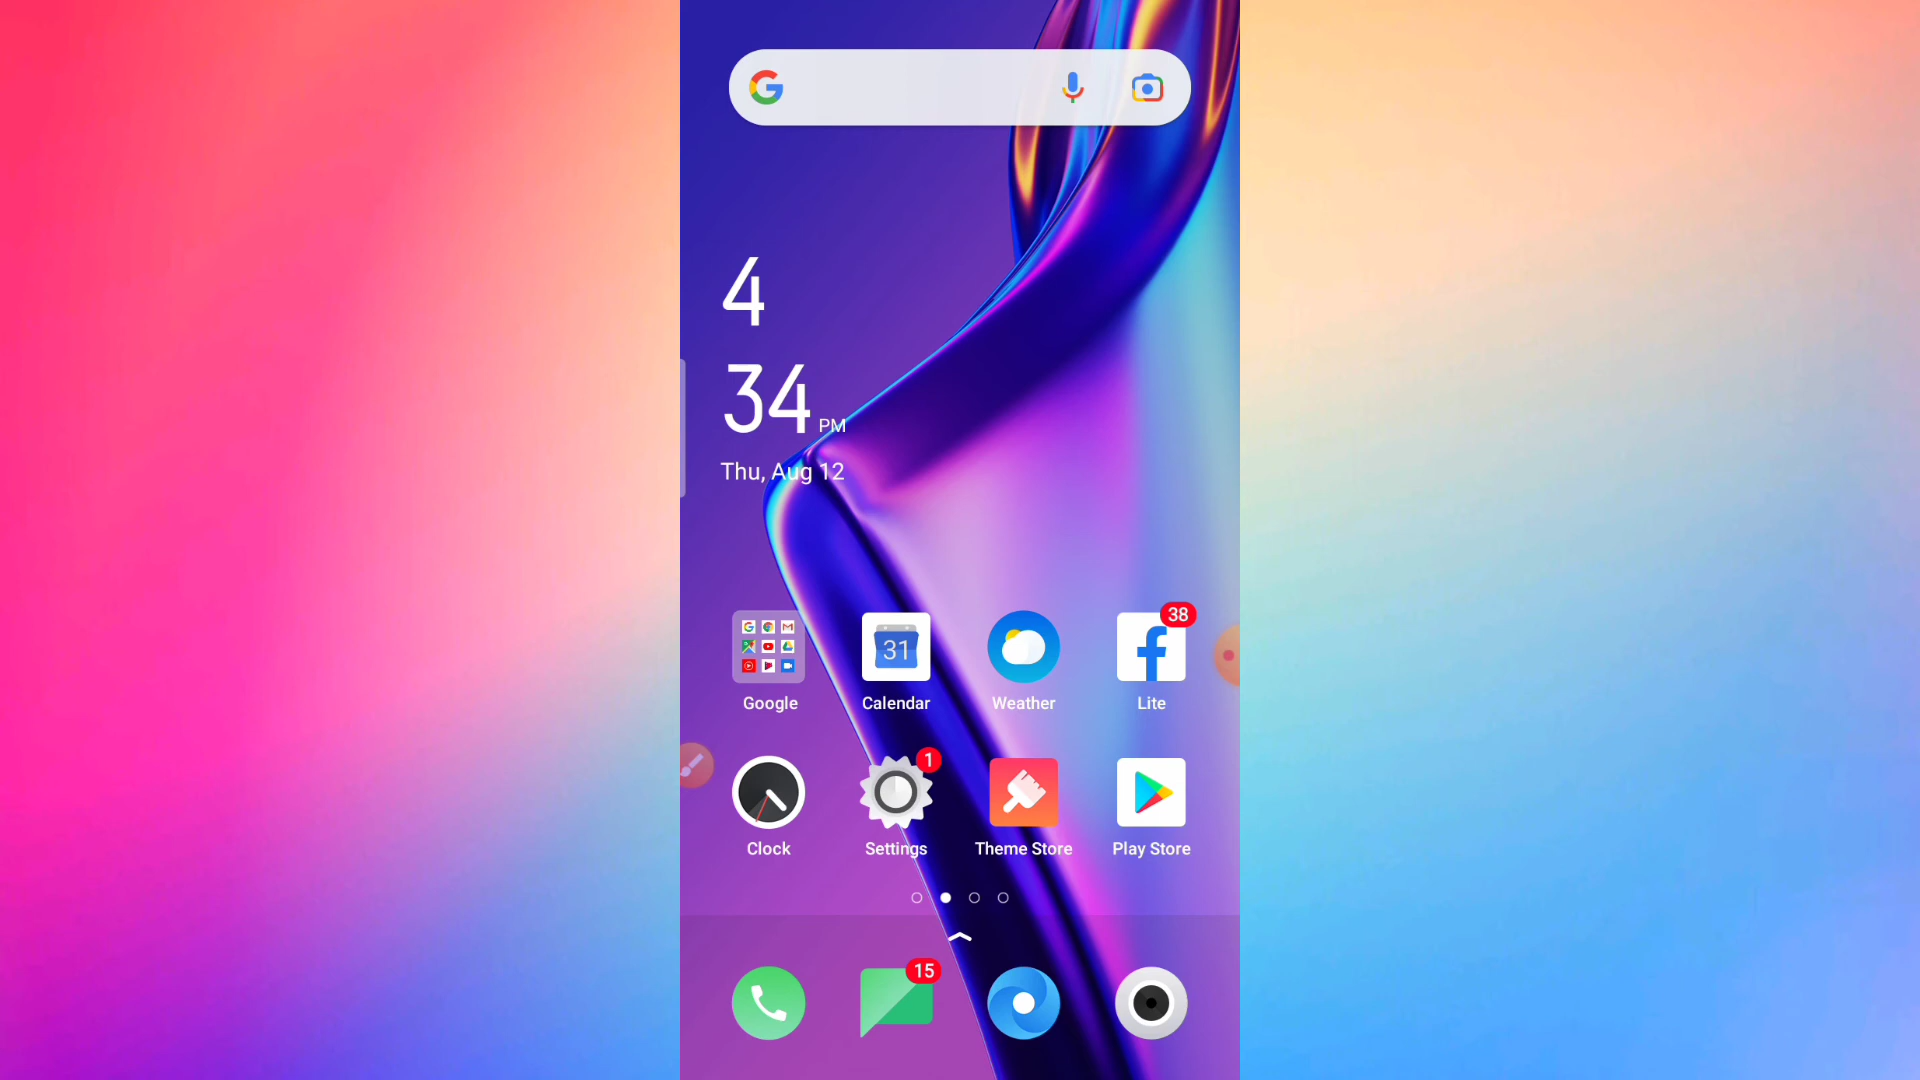 4
34 PM
Thu, Aug 12
38
31
Google Calendar Weather Lite
1
Clock Settings Theme Store Play Store
15